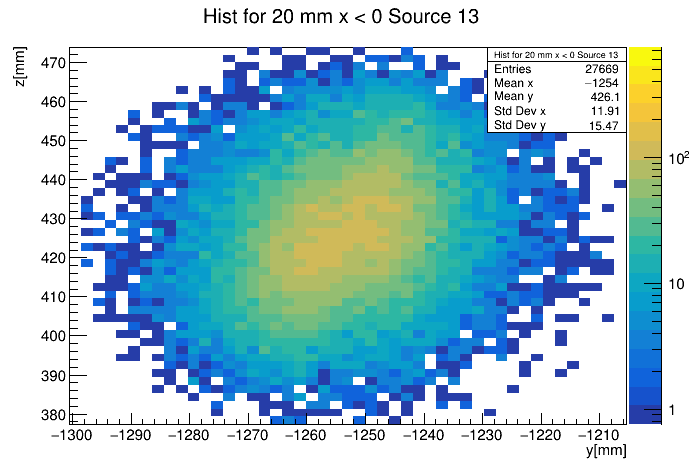 Hist for 20 mm x < 0 Source 13
z[mm]
Hist for 20 mm x < 0 Source 13
Entries 27669
Mean x −1254
Mean y 426.1
Std Dev x 11.91
Std Dev y 15.47
470
460
450
440
430
420
410
400
390
380
10²
10
1
−1300 −1290 −1280 −1270 −1260 −1250 −1240 −1230 −1220 −1210
y[mm]